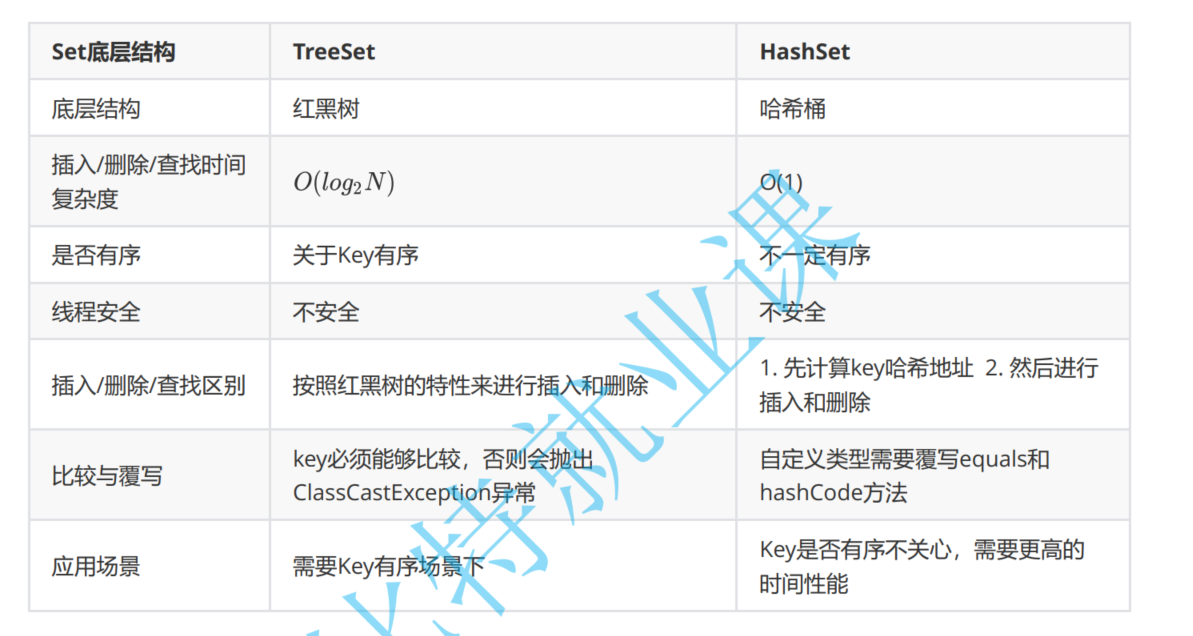 Set底层结构 TreeSet HashSet
底层结构 红黑树 哈希桶
插入/删除/查找时间
复杂度
O(log₂N) O(1)
是否有序 关于Key有序 不一定有序
线程安全 不安全 不安全
插入/删除/查找区别 按照红黑树的特性来进行插入和删除
1. 先计算key哈希地址 2. 然后进行
插入和删除
比较与覆写
key必须能够比较，否则会抛出
ClassCastException异常
自定义类型需要覆写equals和
hashCode方法
应用场景 需要Key有序场景下
Key是否有序不关心，需要更高的
时间性能
比特就业课